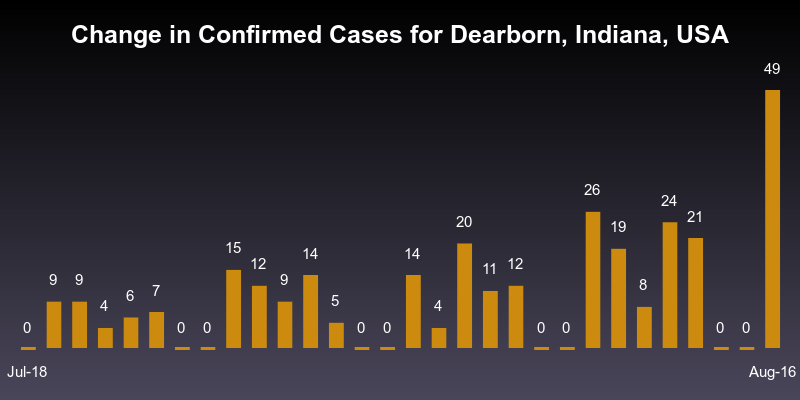 Change in Confirmed Cases for Dearborn, Indiana, USA
0 9 9 4 6 7 0 0 15 12 9 14 5 0 0 14 4 20 11 12 0 0 26 19 8 24 21 0 0 49
Jul-18 Aug-16